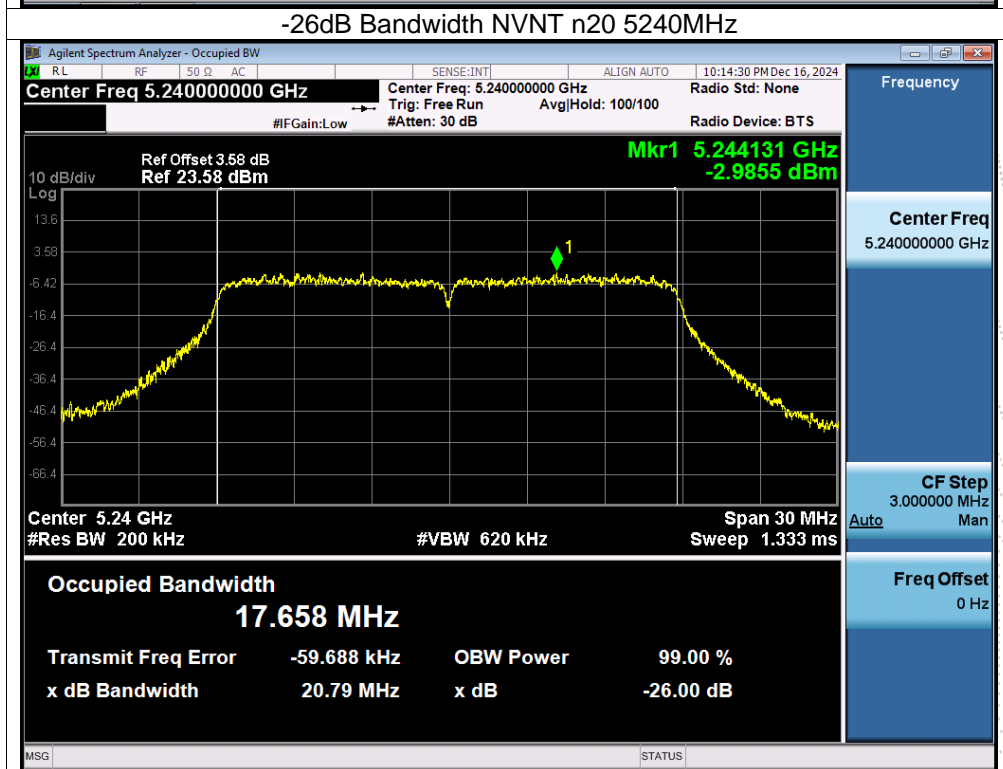 -26dB Bandwidth NVNT n20 5240MHz
Agilent Spectrum Analyzer - Occupied BW
LXI RL RF 50 Ω AC SENSE:INT ALIGN AUTO 10:14:30 PM Dec 16, 2024
Center Freq 5.240000000 GHz
Center Freq: 5.240000000 GHz
Radio Std: None
Trig: Free Run Avg|Hold: 100/100
#IFGain:Low #Atten: 30 dB Radio Device: BTS
Mkr1 5.244131 GHz
-2.9855 dBm
Ref Offset 3.58 dB
10 dB/div Ref 23.58 dBm
Log
13.6
3.58
1
-6.42
-16.4
-26.4
-36.4
-46.4
-56.4
-66.4
Center 5.24 GHz Span 30 MHz
#Res BW 200 kHz #VBW 620 kHz Sweep 1.333 ms
Occupied Bandwidth
17.658 MHz
Transmit Freq Error -59.688 kHz OBW Power 99.00 %
x dB Bandwidth 20.79 MHz x dB -26.00 dB
Frequency
Center Freq
5.240000000 GHz
CF Step
3.000000 MHz
Auto Man
Freq Offset
0 Hz
MSG STATUS